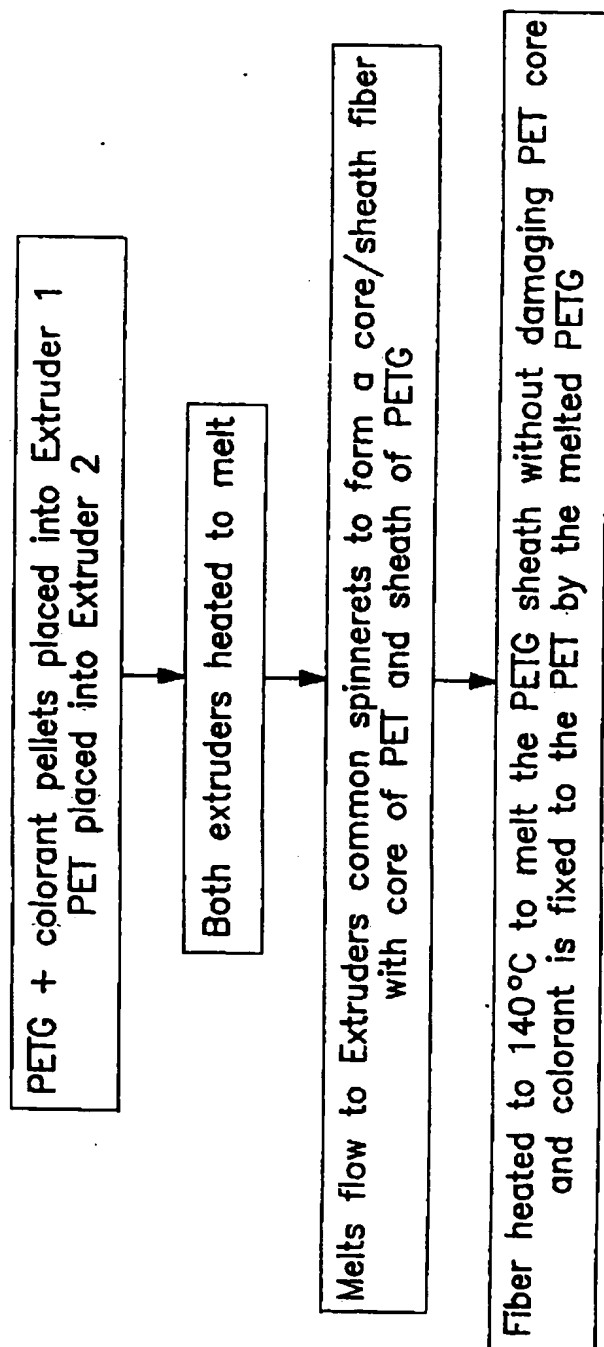 PETG + colorant pellets placed into Extruder 1
PET placed into Extruder 2
Both extruders heated to melt
Melts flow to Extruders common spinnerets to form a core/sheath fiber
with core of PET and sheath of PETG
Fiber heated to 140°C to melt the PETG sheath without damaging PET core
and colorant is fixed to the PET by the melted PETG